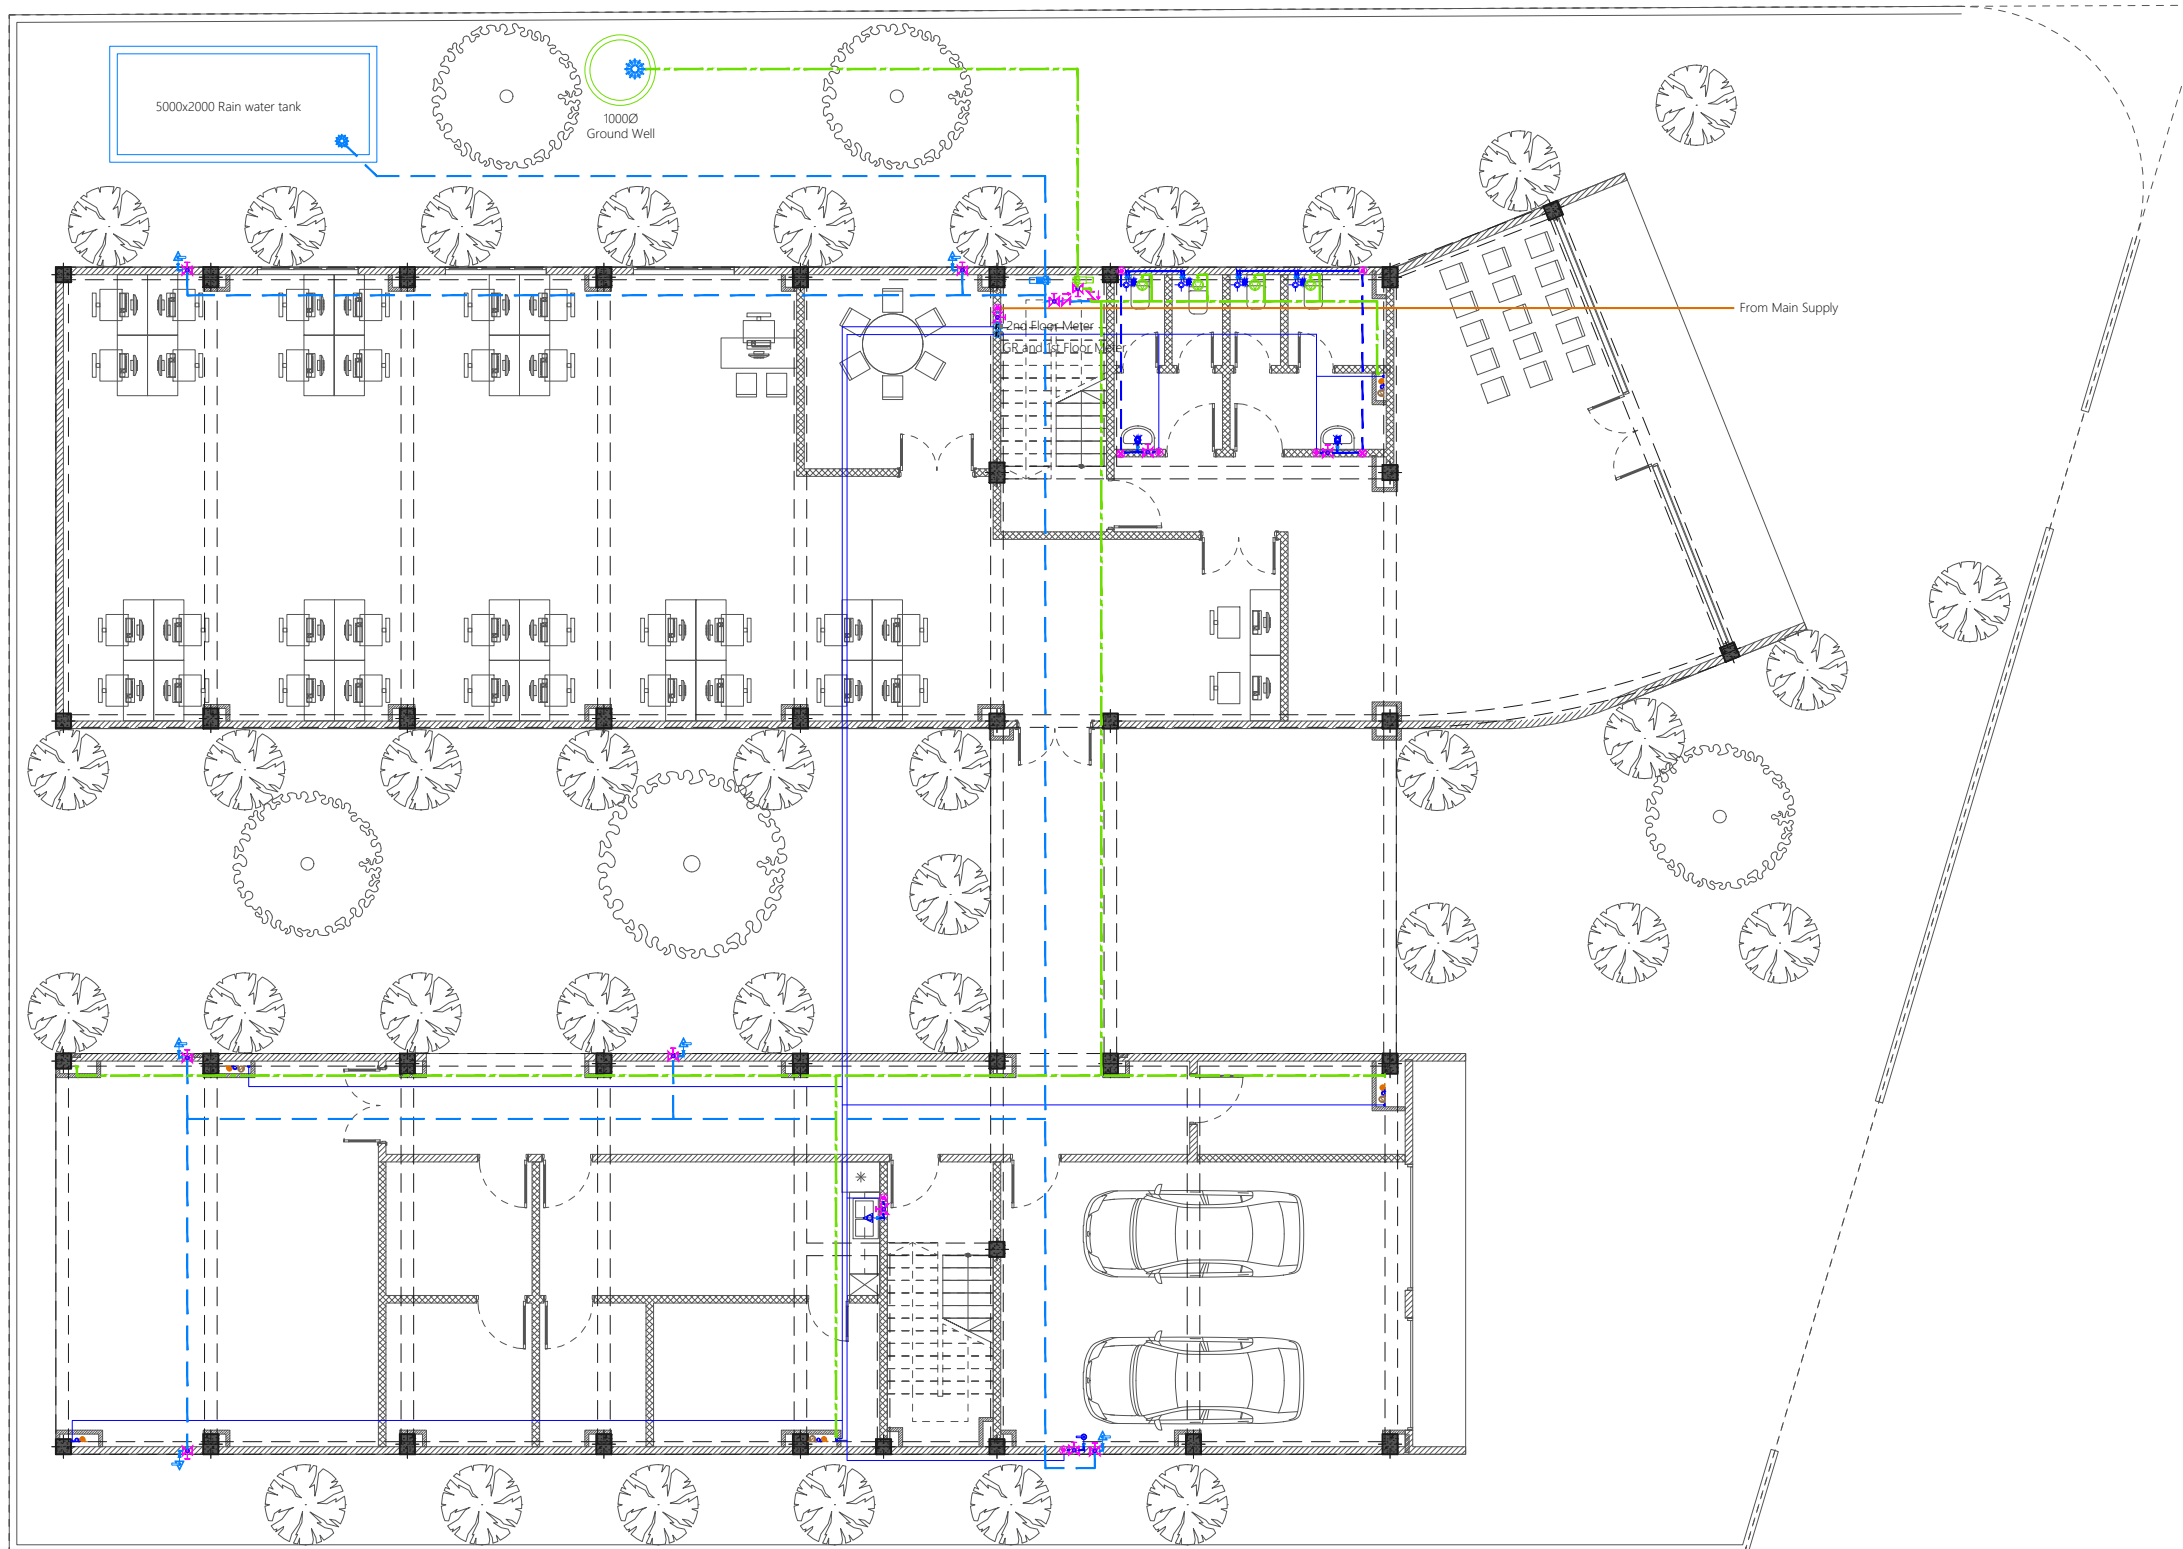 5000x2000 Rain water tank
1000Ø
Ground Well
From Main Supply
2nd Floor Meter
GR and 1st Floor Meter